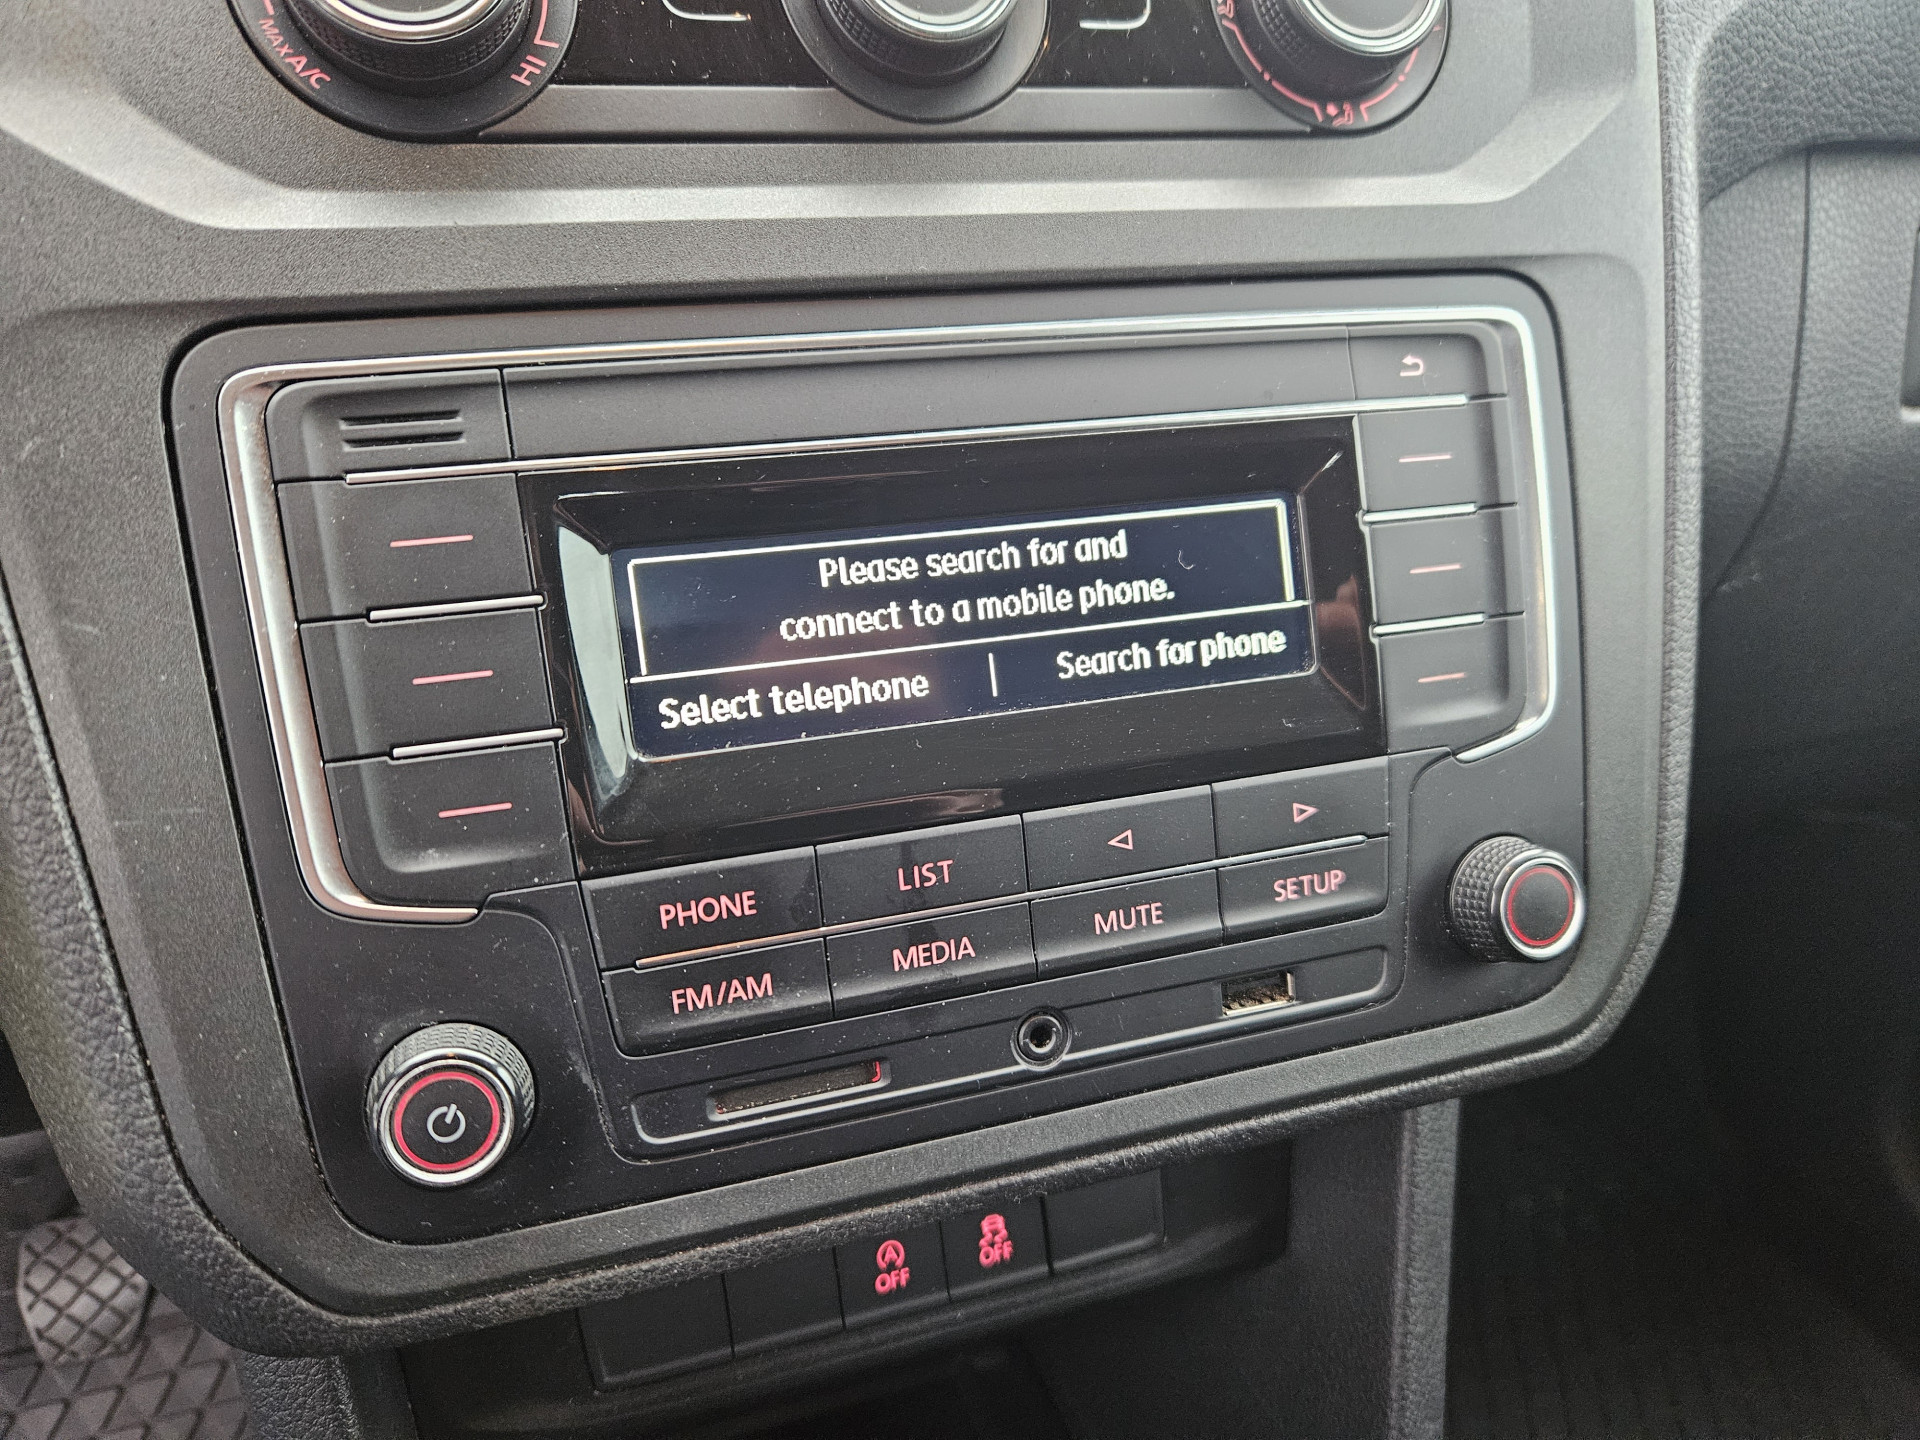 MAX A/C
HI
Please search for and
connect to a mobile phone.
Select telephone | Search for phone
PHONE
LIST
FM/AM
MEDIA
MUTE
SETUP
A
OFF
OFF